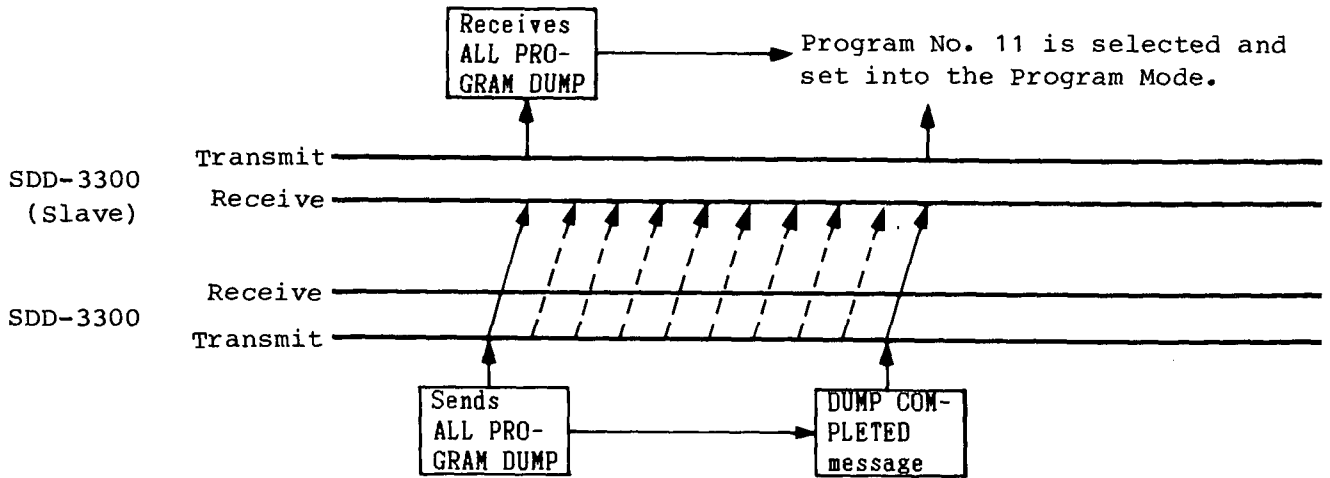 Receives
ALL PRO-
GRAM DUMP
Program No. 11 is selected and
set into the Program Mode.
Transmit
SDD-3300
(Slave)
Receive
Receive
SDD-3300
Transmit
Sends
ALL PRO-
GRAM DUMP
DUMP COM-
PLETED
message